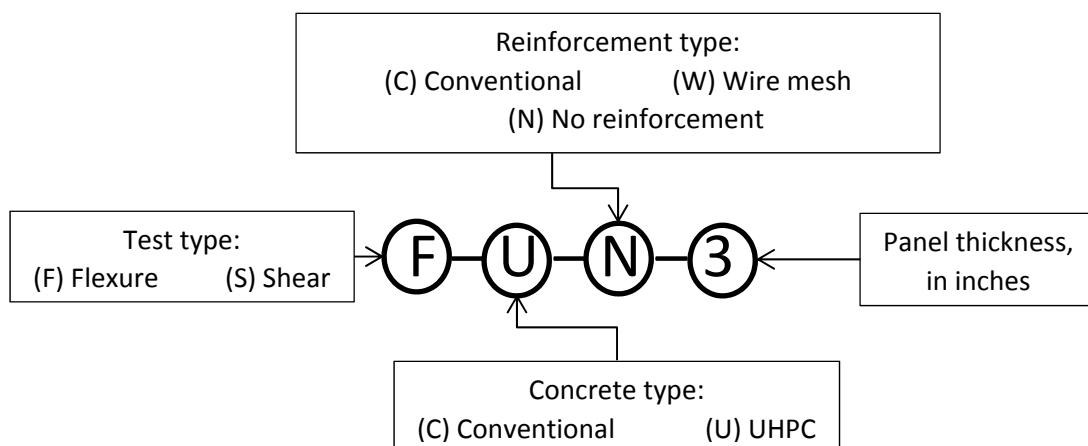 Reinforcement type:
(C) Conventional (W) Wire mesh
(N) No reinforcement
Test type:
(F) Flexure (S) Shear
F U N 3
Panel thickness,
in inches
Concrete type:
(C) Conventional (U) UHPC